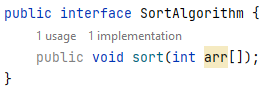 public interface SortAlgorithm {
1 usage 1 implementation
public void sort(int arr[]);
}